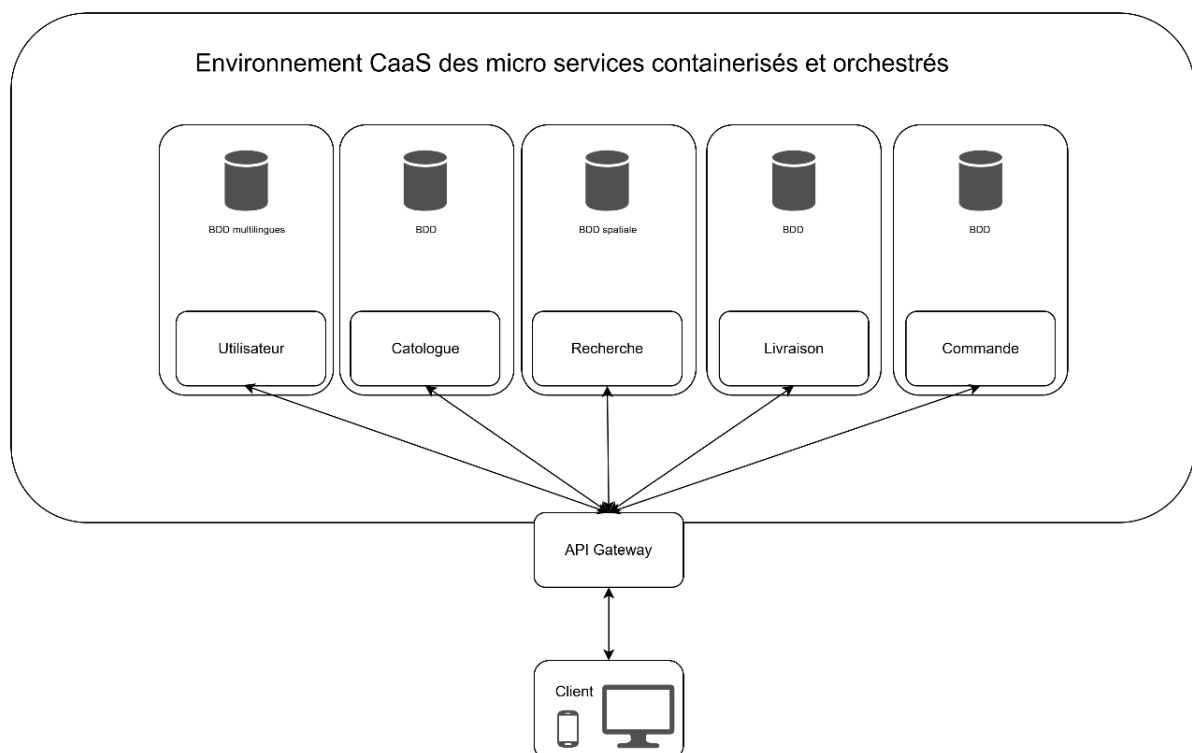 Environnement CaaS des micro services containerisés et orchestrés
BDD multilingues
BDD
BDD spatiale
BDD
BDD
Utilisateur
Catologue
Recherche
Livraison
Commande
API Gateway
Client